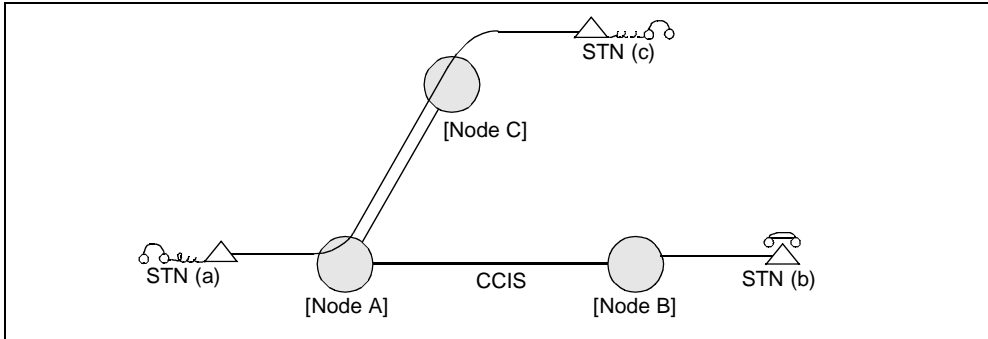 STN (c)
[Node C]
STN (a)
CCIS
STN (b)
[Node A]
[Node B]